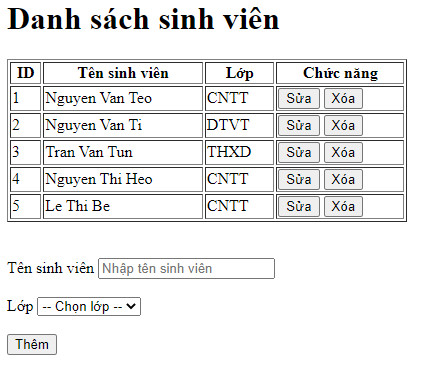 Danh sách sinh viên
ID Tên sinh viên Lớp Chức năng
1 Nguyen Van Teo CNTT Sửa Xóa
2 Nguyen Van Ti DTVT Sửa Xóa
3 Tran Van Tun THXD Sửa Xóa
4 Nguyen Thi Heo CNTT Sửa Xóa
5 Le Thi Be CNTT Sửa Xóa
Tên sinh viên Nhập tên sinh viên
Lớp -- Chọn lớp --
Thêm